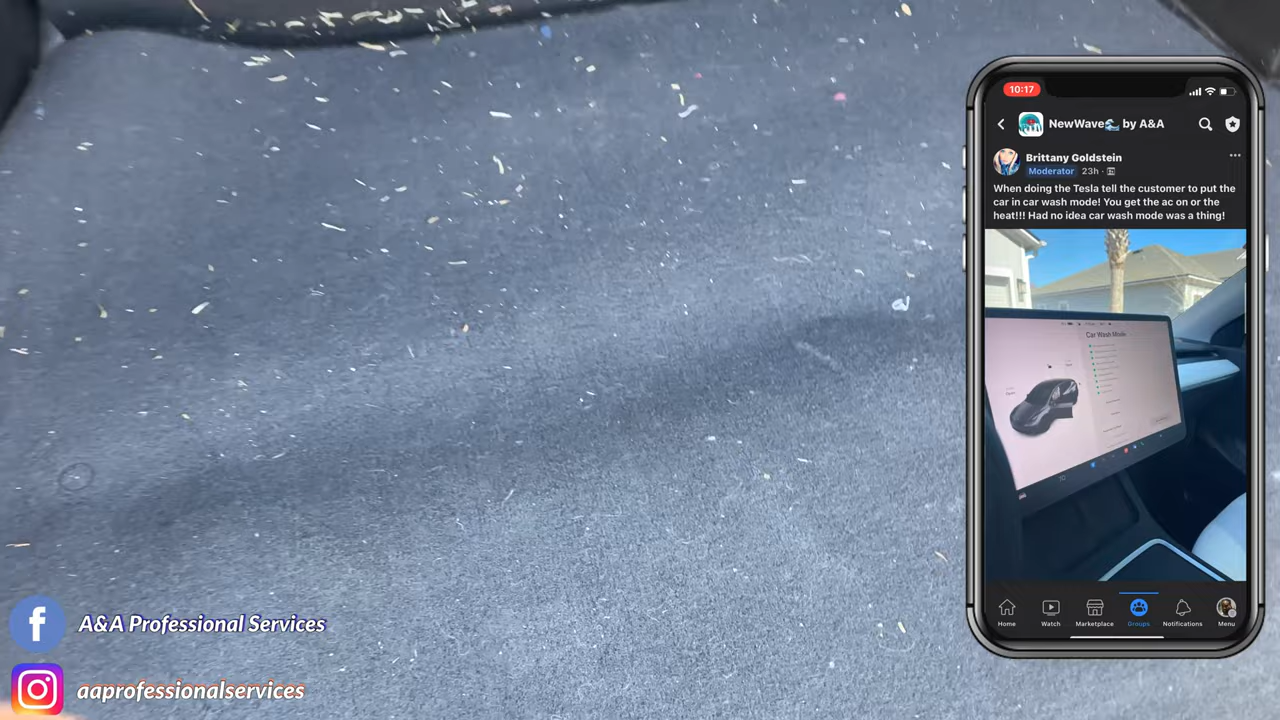 10:17
NewWave🌊 by A&A
Brittany Goldstein
Moderator 23h ·
When doing the Tesla tell the customer to put the
car in car wash mode! You get the ac on or the
heat!!! Had no idea car wash mode was a thing!
Car Wash Mode
Home
Watch
Marketplace
Groups
Notifications
Menu
A&A Professional Services
aaprofessionalservices